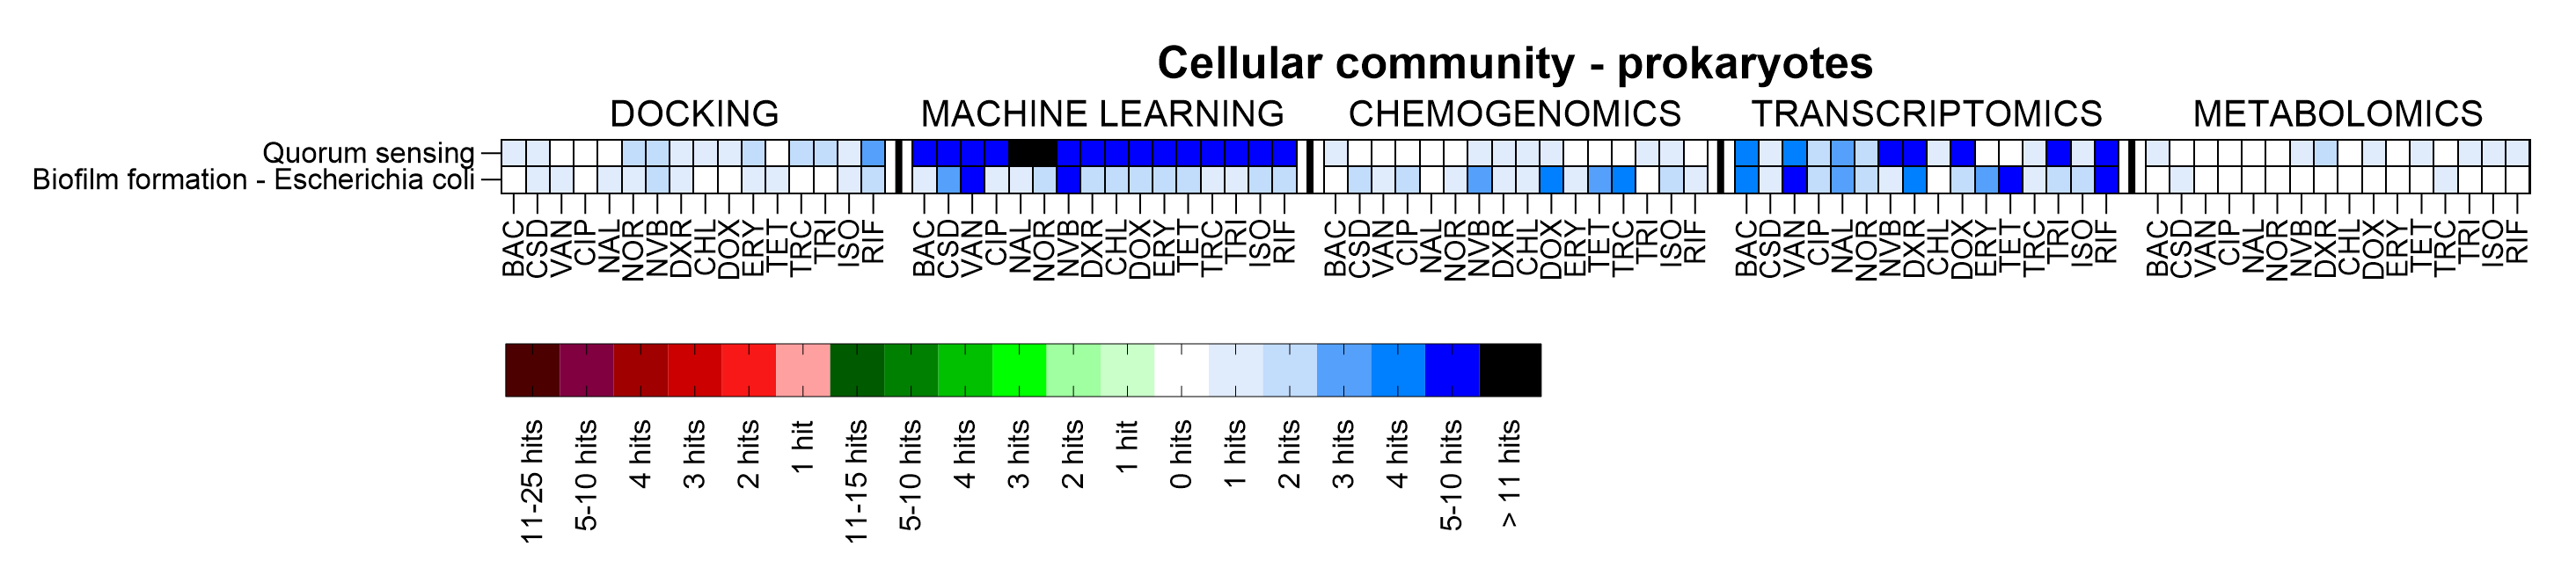 Cellular community - prokaryotes
DOCKING MACHINE LEARNING CHEMOGENOMICS TRANSCRIPTOMICS METABOLOMICS
Quorum sensing
Biofilm formation - Escherichia coli
BAC CSD VAN CIP NAL NOR NVB DXR CHL DOX ERY TET TRC TRI ISO RIF BAC CSD VAN CIP NAL NOR NVB DXR CHL DOX ERY TET TRC TRI ISO RIF BAC CSD VAN CIP NAL NOR NVB DXR CHL DOX ERY TET TRC TRI ISO RIF BAC CSD VAN CIP NAL NOR NVB DXR CHL DOX ERY TET TRC TRI ISO RIF BAC CSD VAN CIP NAL NOR NVB DXR CHL DOX ERY TET TRC TRI ISO RIF
11-25 hits 5-10 hits 4 hits 3 hits 2 hits 1 hit 11-15 hits 5-10 hits 4 hits 3 hits 2 hits 1 hit 0 hits 1 hits 2 hits 3 hits 4 hits 5-10 hits > 11 hits